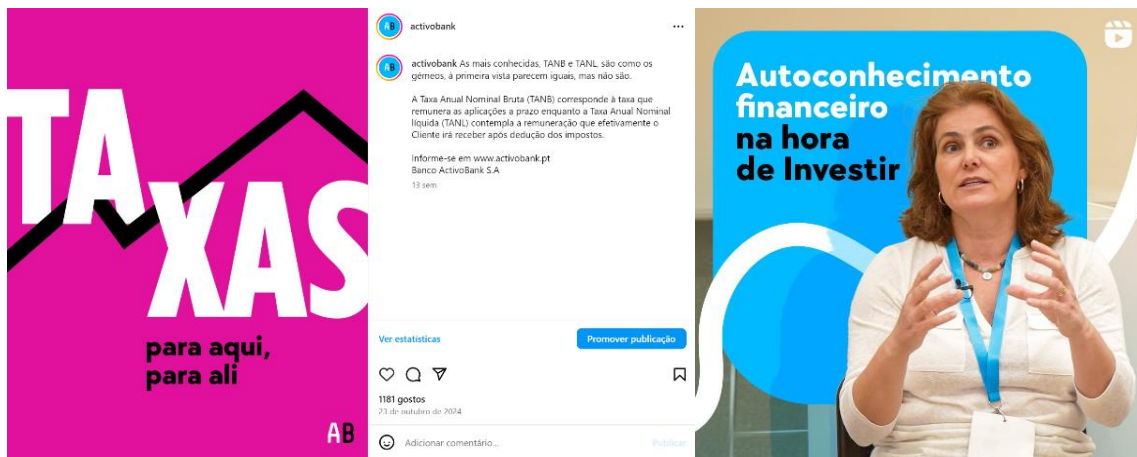 TA
XAS
para aqui,
para ali
AB
AB activobank
AB activobank As mais conhecidas, TANB e TANL, são como os
gémeos, à primeira vista parecem iguais, mas não são.
A Taxa Anual Nominal Bruta (TANB) corresponde à taxa que
remunera as aplicações a prazo enquanto a Taxa Anual Nominal
líquida (TANL) contempla a remuneração que efetivamente o
Cliente irá receber após dedução dos impostos.
Informe-se em www.activobank.pt
Banco ActivoBank S.A
13 sem
Ver estatísticas
Promover publicação
1181 gostos
23 de outubro de 2024
Adicionar comentário...
Publicar
Autoconhecimento
financeiro
na hora
de Investir